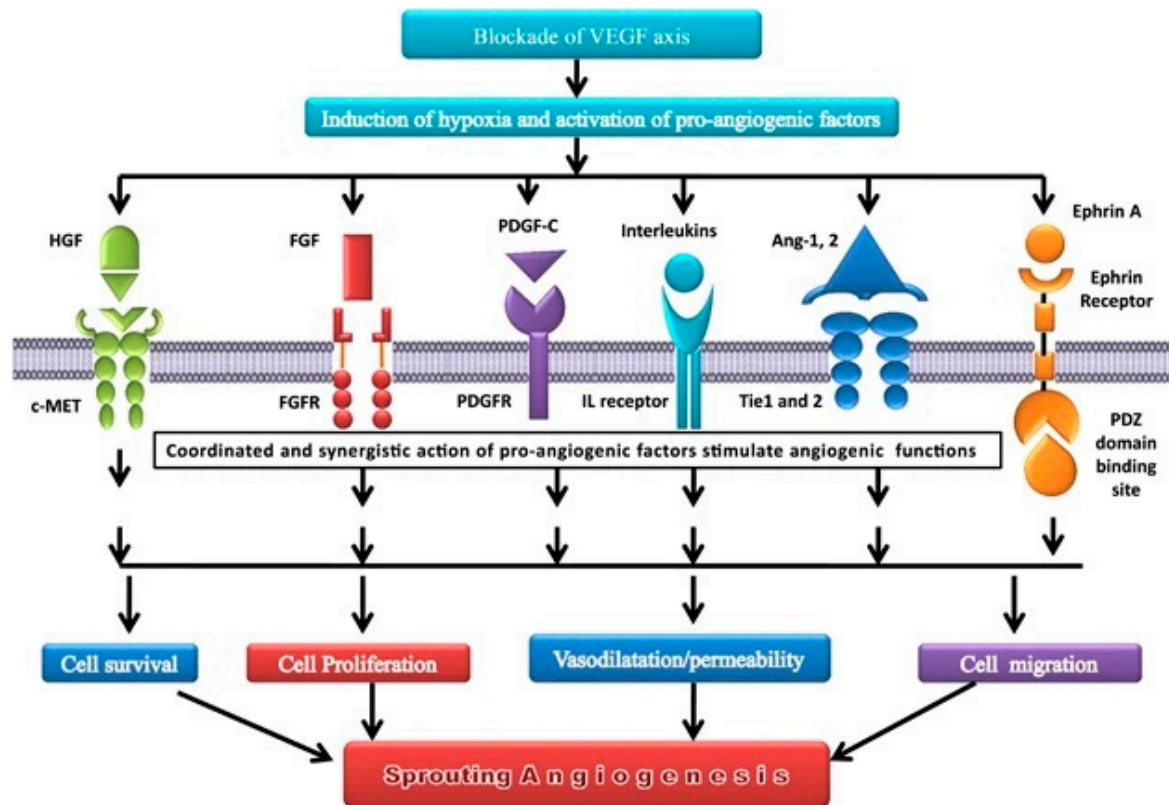 Blockade of VEGF axis
Induction of hypoxia and activation of pro-angiogenic factors
HGF
FGF
PDGF-C
Interleukins
Ang-1, 2
Ephrin A
Ephrin
Receptor
c-MET
FGFR
PDGFR
IL receptor
Tie1 and 2
PDZ
domain
binding
site
Coordinated and synergistic action of pro-angiogenic factors stimulate angiogenic functions
Cell survival
Cell Proliferation
Vasodilatation/permeability
Cell migration
Sprouting Angiogenesis